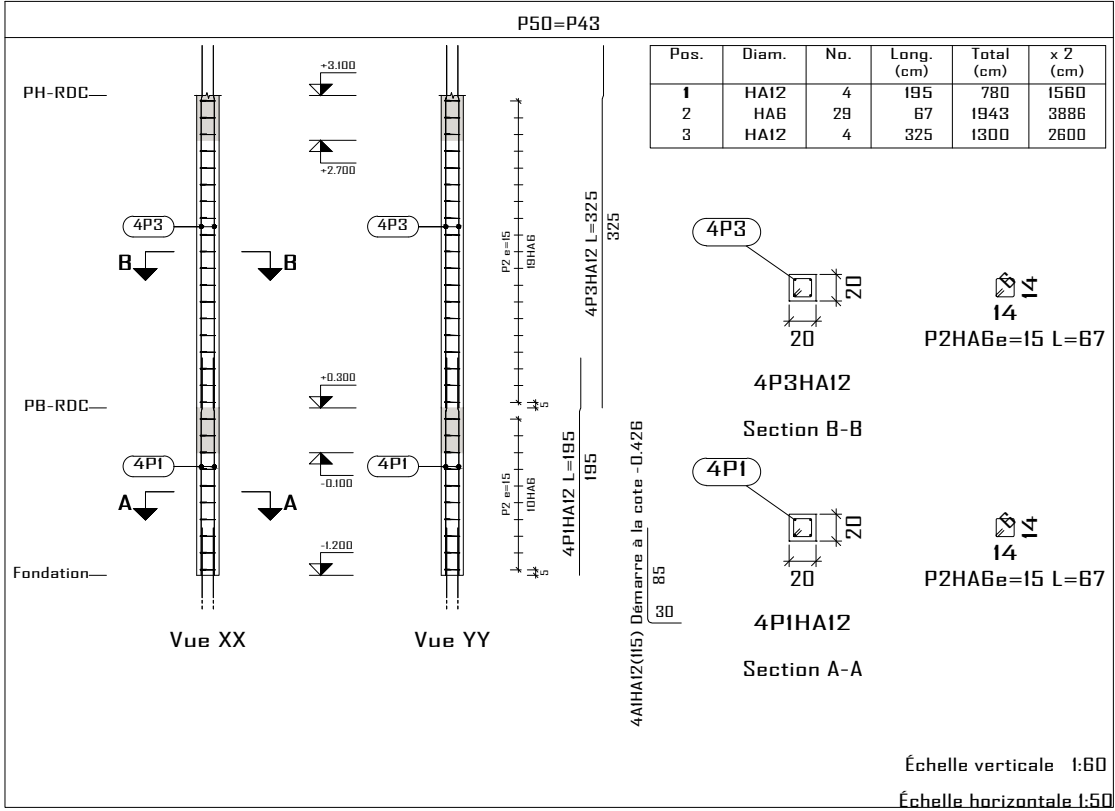 P50=P43
Pos. Diam. No. Long. (cm) Total (cm) x 2 (cm)
1 HA12 4 195 780 1560
2 HA6 29 67 1943 3886
3 HA12 4 325 1300 2600
PH-RDC
+3.100
+2.700
4P3
4P3
B B
P2 e=15
19HA6
4P3HA12 L=325
325
PB-RDC
+0.300
5
-0.100
4P1
4P1
A A
P2 e=15
10HA6
4P1HA12 L=195
195
Fondation
-1.200
5
4A1HA12(115) Démarre à la cote -0.426
85
30
Vue XX
Vue YY
4P3
20
20
4P3HA12
Section B-B
14
14
P2HA6e=15 L=67
4P1
20
20
4P1HA12
Section A-A
14
14
P2HA6e=15 L=67
Échelle verticale 1:60
Échelle horizontale 1:50